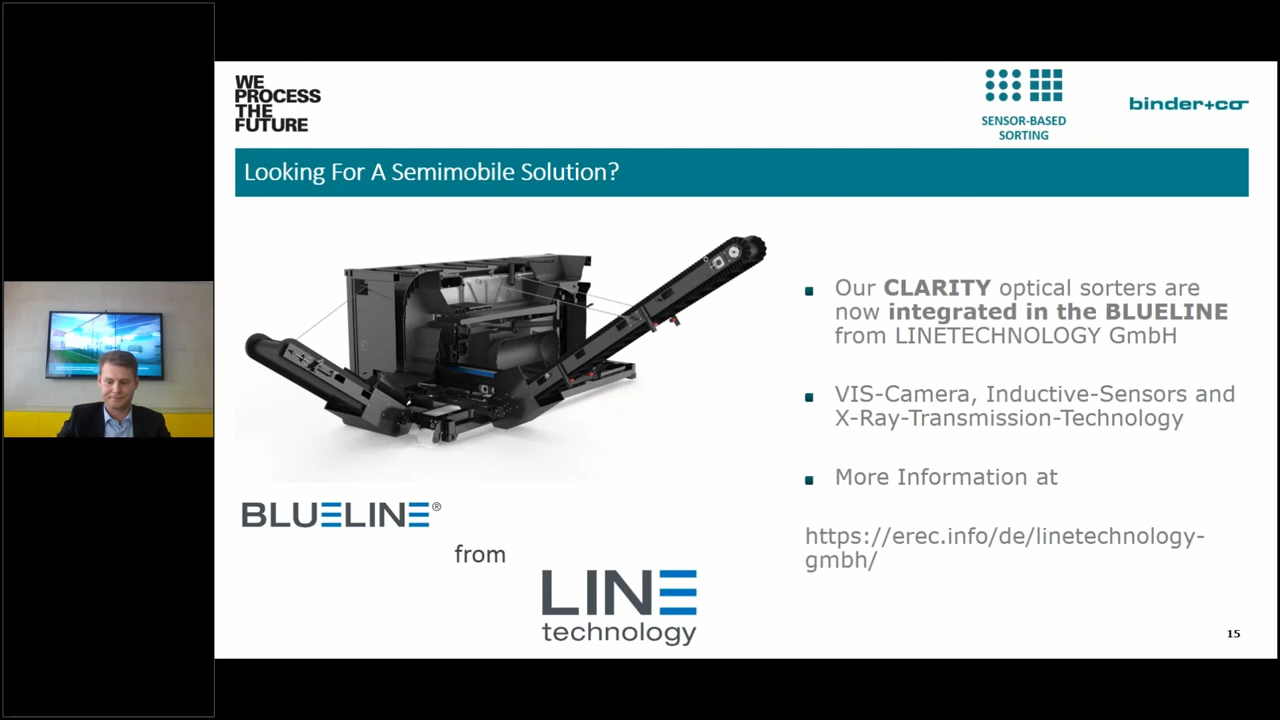 WE
PROCESS
THE
FUTURE
SENSOR-BASED
SORTING
binder+co
Looking For A Semimobile Solution?
Our CLARITY optical sorters are
now integrated in the BLUELINE
from LINETECHNOLOGY GmbH
VIS-Camera, Inductive-Sensors and
X-Ray-Transmission-Technology
More Information at
https://erec.info/de/linetechnology-
gmbh/
BLUELINE®
from
LINE
technology
15